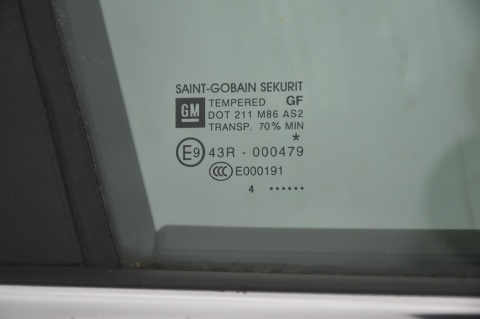 SAINT-GOBAIN SEKURIT
GM TEMPERED GF
DOT 211 M86 AS2
TRANSP. 70% MIN
*
E9 43R - 000479
CCC E000191
4 ••••••